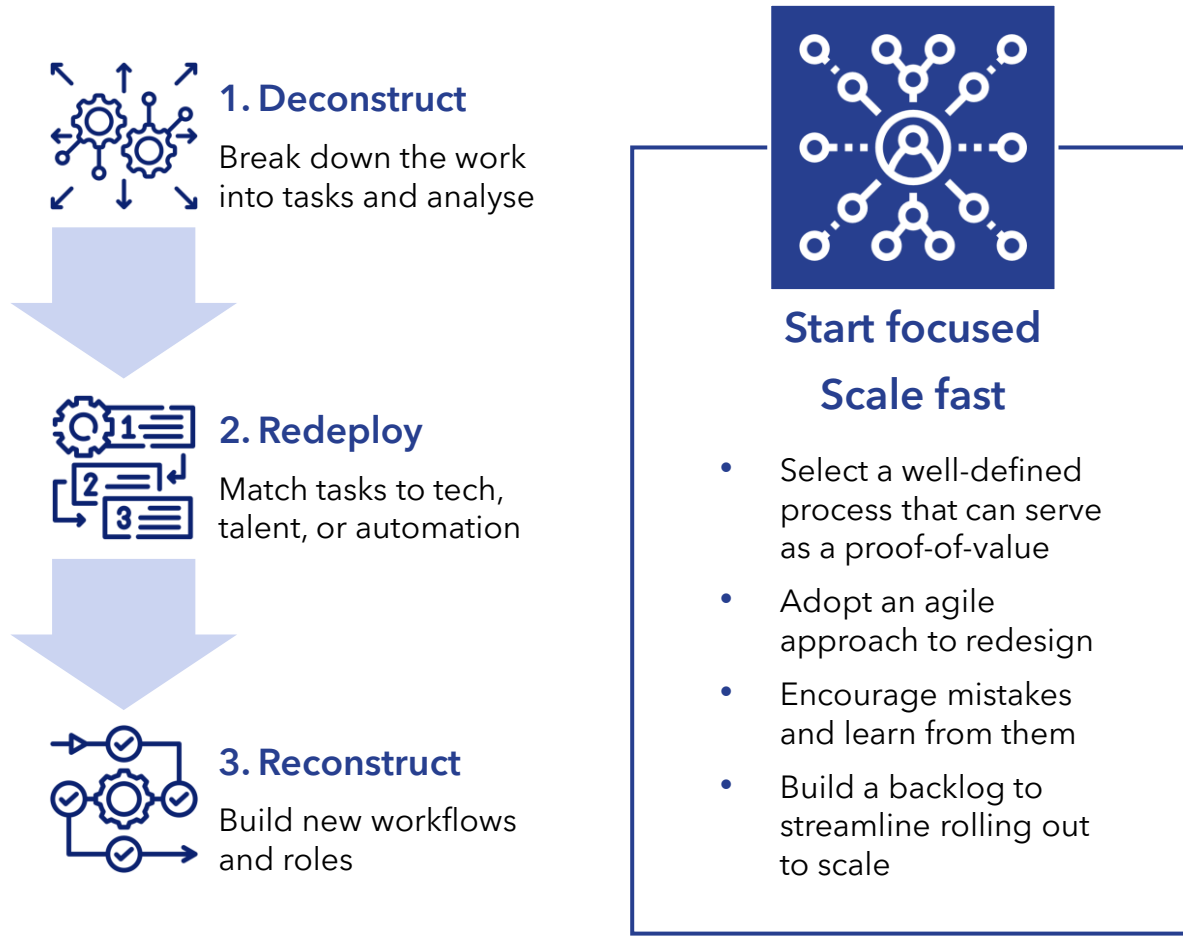 1. Deconstruct
Break down the work
into tasks and analyse
1
2
3
2. Redeploy
Match tasks to tech,
talent, or automation
3. Reconstruct
Build new workflows
and roles
Start focused
Scale fast
• Select a well-defined
process that can serve
as a proof-of-value
• Adopt an agile
approach to redesign
• Encourage mistakes
and learn from them
• Build a backlog to
streamline rolling out
to scale